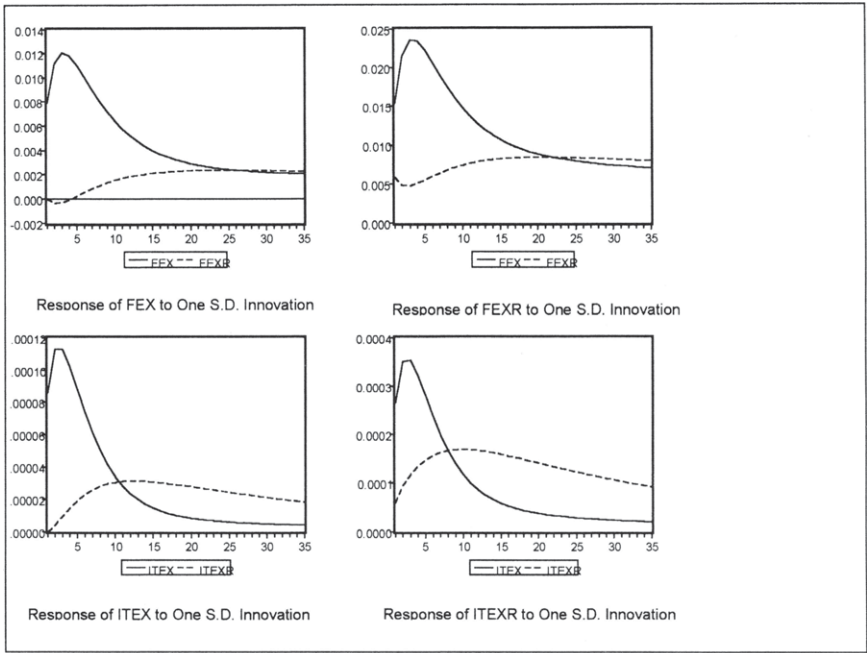 0.014
0.012
0.010
0.008
0.006
0.004
0.002
0.000
-0.002
5 10 15 20 25 30 35
FEX FEXR
Response of FEX to One S.D. Innovation
0.025
0.020
0.015
0.010
0.005
0.000
5 10 15 20 25 30 35
FEX FEXR
Response of FEXR to One S.D. Innovation
.00012
.00010
.00008
.00006
.00004
.00002
.00000
5 10 15 20 25 30 35
ITEX ITEXR
Response of ITEX to One S.D. Innovation
0.0004
0.0003
0.0002
0.0001
0.0000
5 10 15 20 25 30 35
ITEX ITEXR
Response of ITEXR to One S.D. Innovation